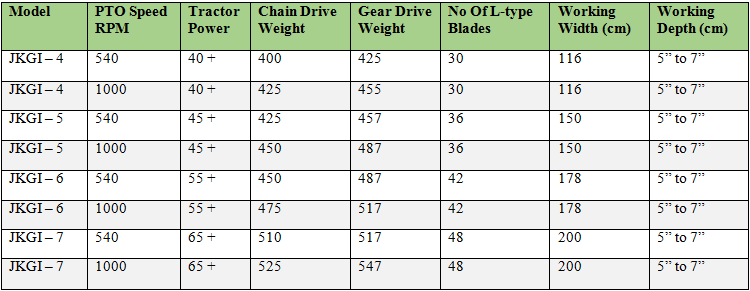 Model PTO Speed RPM Tractor Power Chain Drive Weight Gear Drive Weight No Of L-type Blades Working Width (cm) Working Depth (cm)
JKGI – 4 540 40 + 400 425 30 116 5” to 7”
JKGI – 4 1000 40 + 425 455 30 116 5” to 7”
JKGI – 5 540 45 + 425 457 36 150 5” to 7”
JKGI – 5 1000 45 + 450 487 36 150 5” to 7”
JKGI – 6 540 55 + 450 487 42 178 5” to 7”
JKGI – 6 1000 55 + 475 517 42 178 5” to 7”
JKGI – 7 540 65 + 510 517 48 200 5” to 7”
JKGI – 7 1000 65 + 525 547 48 200 5” to 7”